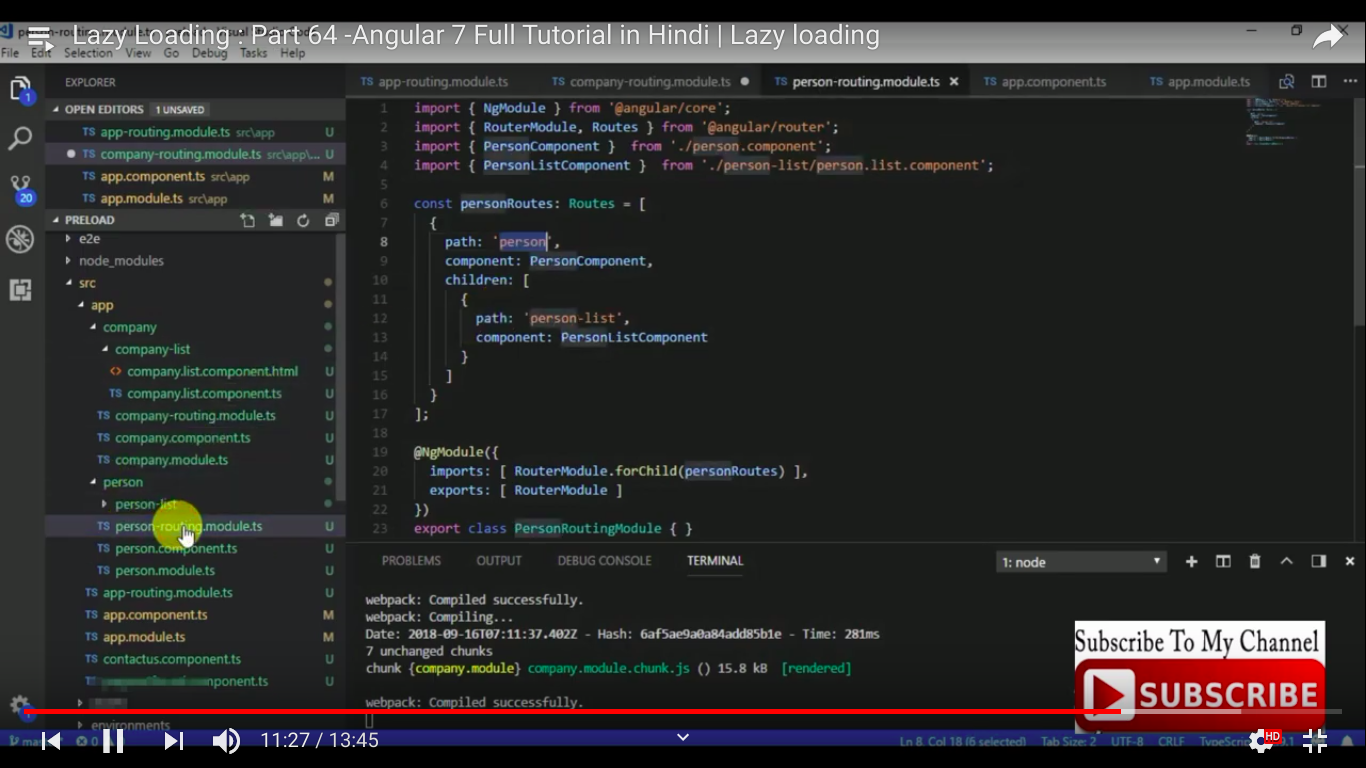 Lazy Loading : Part 64 -Angular 7 Full Tutorial in Hindi | Lazy loading
File Edit Selection View Go Debug Tasks Help
EXPLORER
OPEN EDITORS 1 UNSAVED
TS app-routing.module.ts src\app U
TS company-routing.module.ts src\app\... U
TS app.component.ts src\app M
TS app.module.ts src\app M
PRELOAD
e2e
node_modules
src
app
company
company-list
<> company.list.component.html U
TS company.list.component.ts U
TS company-routing.module.ts U
TS company.component.ts U
TS company.module.ts U
person
person-list
TS person-routing.module.ts U
TS person.component.ts U
TS person.module.ts U
TS app-routing.module.ts U
TS app.component.ts M
TS app.module.ts M
TS contactus.component.ts U
mponent.ts U
environments
1
20
TS app-routing.module.ts TS company-routing.module.ts TS person-routing.module.ts × TS app.component.ts TS app.module.ts
1 import { NgModule } from '@angular/core';
2 import { RouterModule, Routes } from '@angular/router';
3 import { PersonComponent } from './person.component';
4 import { PersonListComponent } from './person-list/person.list.component';
5
6 const personRoutes: Routes = [
7 {
8 path: 'person',
9 component: PersonComponent,
10 children: [
11 {
12 path: 'person-list',
13 component: PersonListComponent
14 }
15 ]
16 }
17 ];
18
19 @NgModule({
20 imports: [ RouterModule.forChild(personRoutes) ],
21 exports: [ RouterModule ]
22 })
23 export class PersonRoutingModule { }
PROBLEMS OUTPUT DEBUG CONSOLE TERMINAL 1: node
webpack: Compiled successfully.
webpack: Compiling...
Date: 2018-09-16T07:11:37.402Z - Hash: 6af5ae9a0a84add85b1e - Time: 281ms
7 unchanged chunks
chunk {company.module} company.module.chunk.js () 15.8 kB [rendered]
webpack: Compiled successfully.
Subscribe To My Channel
SUBSCRIBE
11:27 / 13:45
HD
Ln 8, Col 18 (6 selected) Tab Size: 2 UTF-8 CRLF